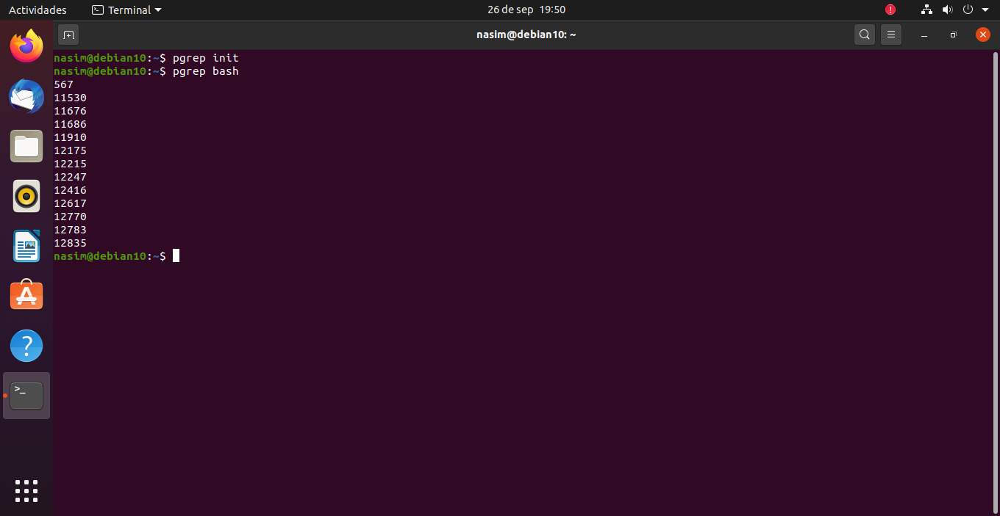 Actividades
Terminal
26 de sep 19:50
nasim@debian10: ~
nasim@debian10:~$ pgrep init
nasim@debian10:~$ pgrep bash
567
11530
11676
11686
11910
12175
12215
12247
12416
12617
12770
12783
12835
nasim@debian10:~$